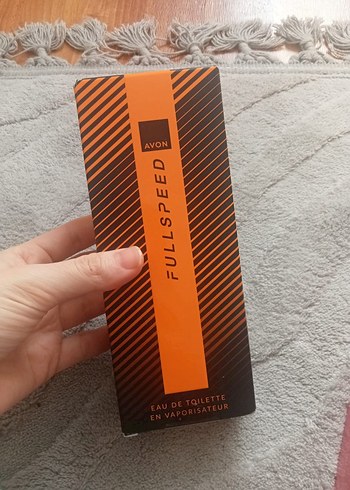 AVON
FULLSPEED
EAU DE TOILETTE
EN VAPORISATEUR